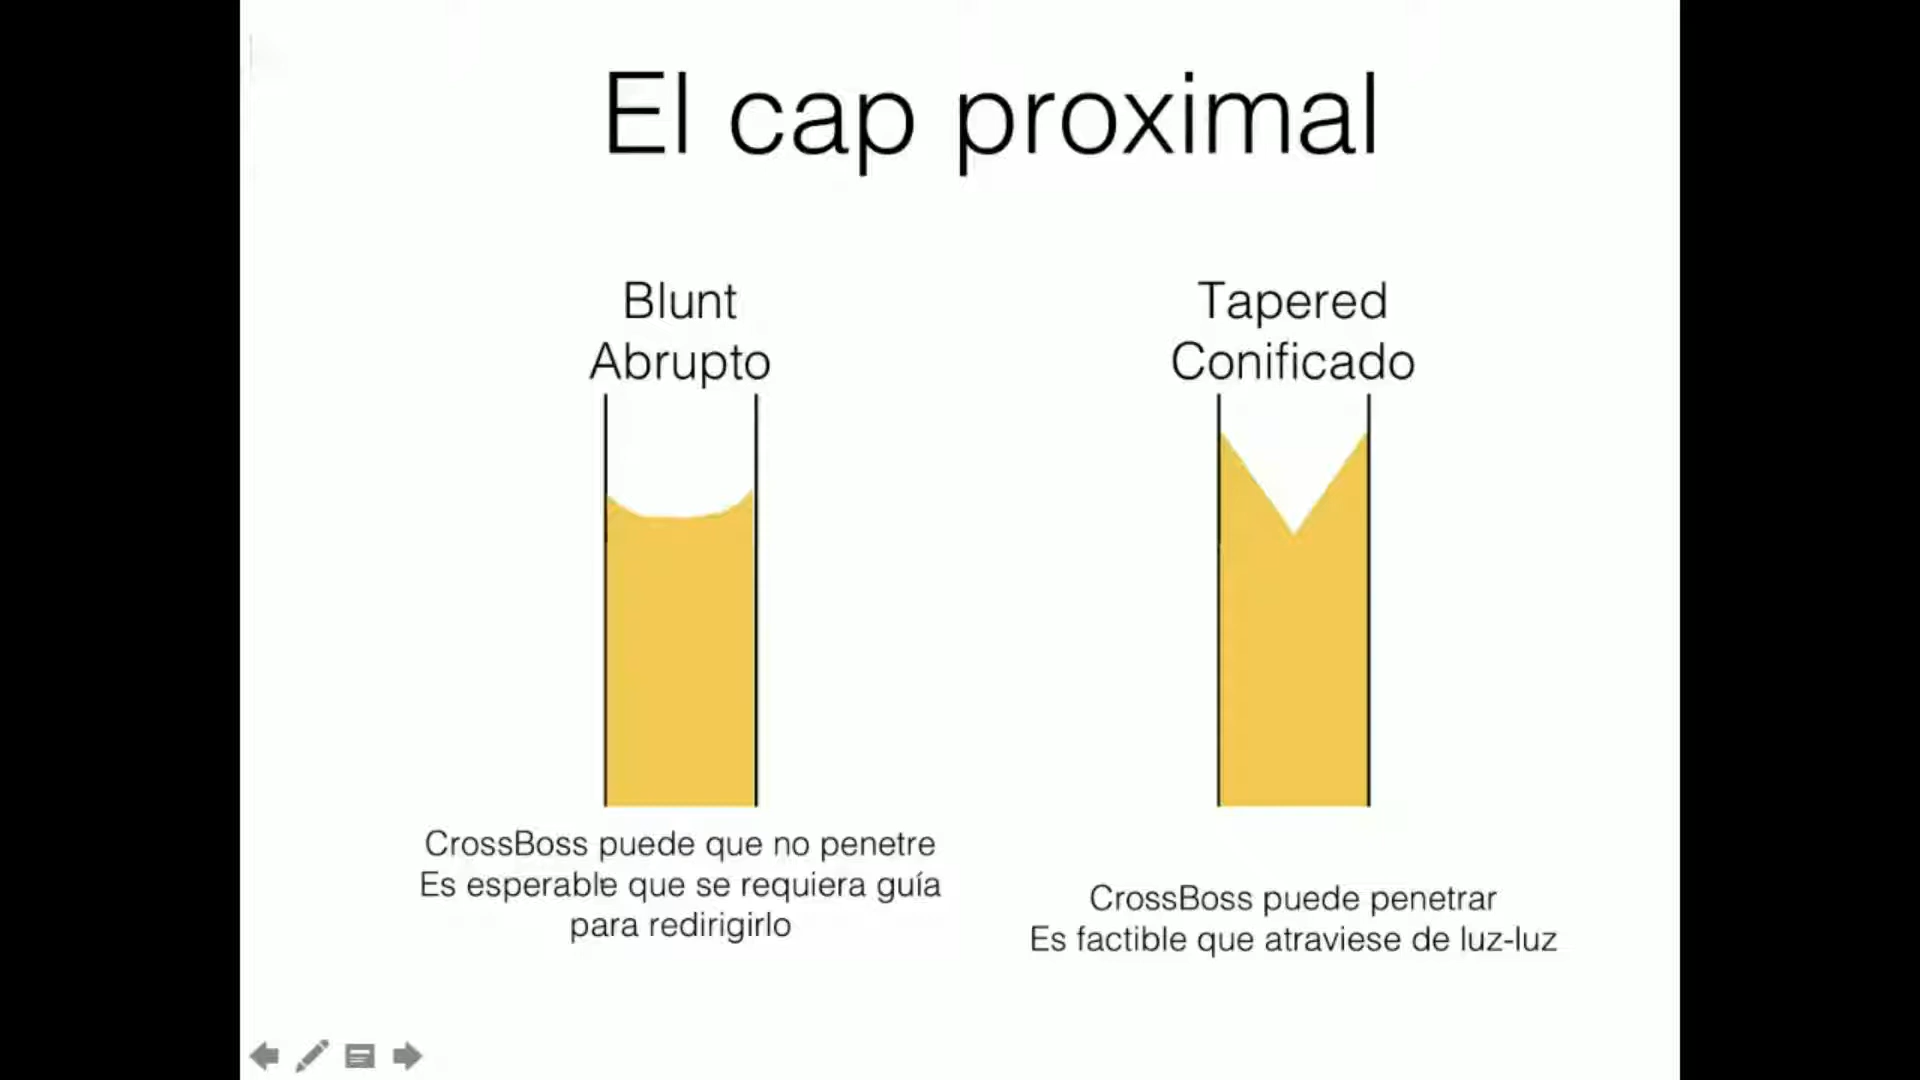 El cap proximal
Blunt
Abrupto
Tapered
Conificado
CrossBoss puede que no penetre
Es esperable que se requiera guía
para redirigirlo
CrossBoss puede penetrar
Es factible que atraviese de luz-luz